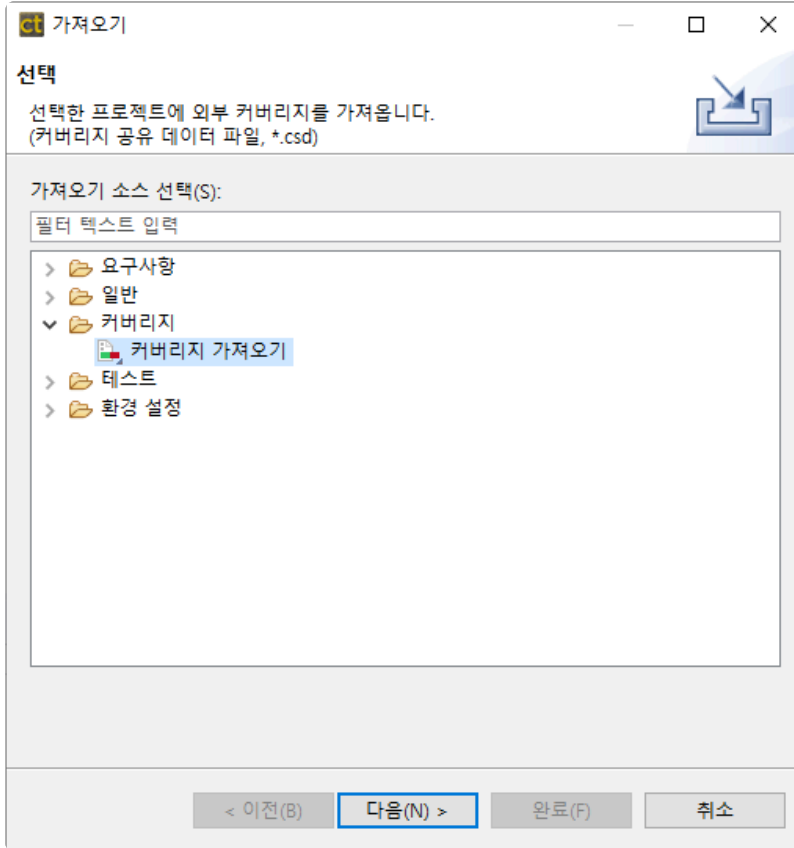 ct 가져오기
선택
선택한 프로젝트에 외부 커버리지를 가져옵니다.
(커버리지 공유 데이터 파일, *.csd)
가져오기 소스 선택(S):
필터 텍스트 입력
요구사항
일반
커버리지
커버리지 가져오기
테스트
환경 설정
< 이전(B) 다음(N) > 완료(F) 취소